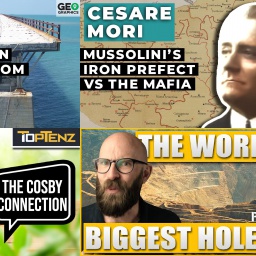 GEO
GRAPHICS
N
OM
CESARE
MORI
MUSSOLINI'S
IRON PREFECT
VS THE MAFIA
TOPTENZ
THE COSBY
CONNECTION
THE WOR
BIGGEST HOLE